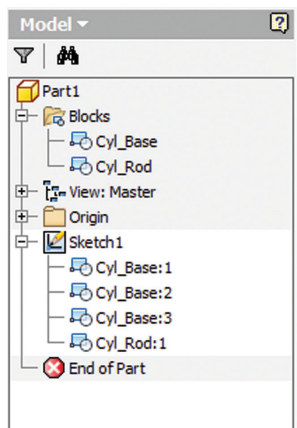 Model
Part1
Blocks
Cyl_Base
Cyl_Rod
View: Master
Origin
Sketch1
Cyl_Base:1
Cyl_Base:2
Cyl_Base:3
Cyl_Rod:1
End of Part